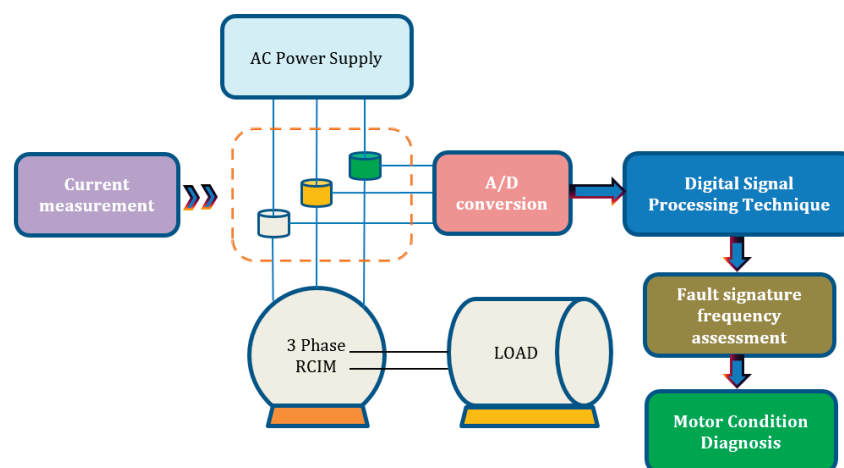 AC Power Supply
Current
measurement
A/D
conversion
Digital Signal
Processing Technique
Fault signature
frequency
assessment
3 Phase
RCIM
LOAD
Motor Condition
Diagnosis